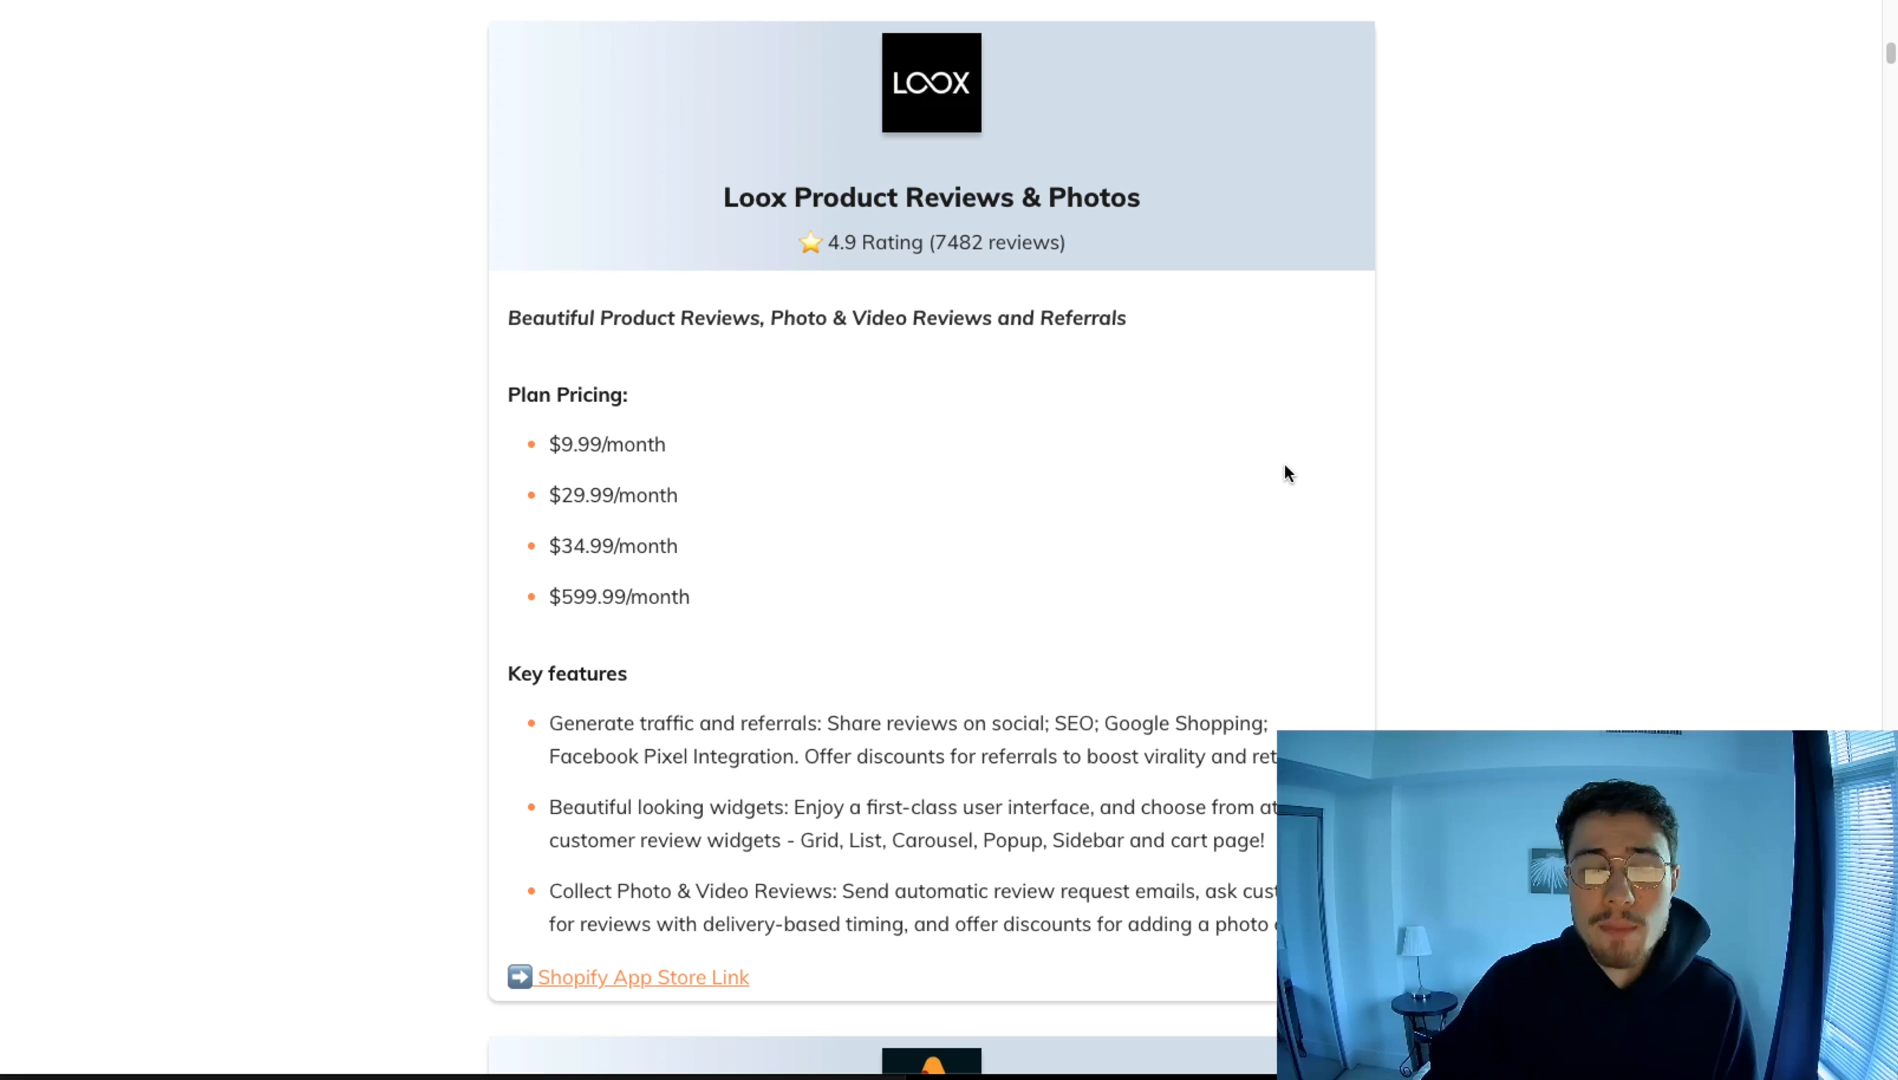 LOOX
Loox Product Reviews & Photos
4.9 Rating (7482 reviews)
Beautiful Product Reviews, Photo & Video Reviews and Referrals
Plan Pricing:
$9.99/month
$29.99/month
$34.99/month
$599.99/month
Key features
Generate traffic and referrals: Share reviews on social; SEO; Google Shopping;
Facebook Pixel Integration. Offer discounts for referrals to boost virality and
Beautiful looking widgets: Enjoy a first-class user interface, and choose from
customer review widgets - Grid, List, Carousel, Popup, Sidebar and cart page!
Collect Photo & Video Reviews: Send automatic review request emails, ask
for reviews with delivery-based timing, and offer discounts for adding a photo
Shopify App Store Link